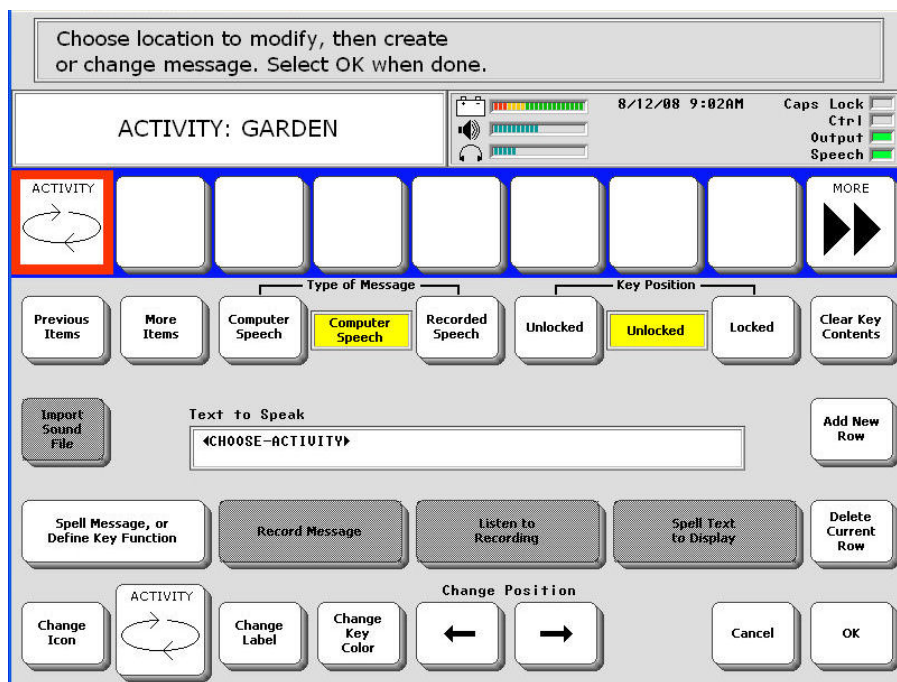 Choose location to modify, then create
or change message. Select OK when done.
ACTIVITY: GARDEN
8/12/08 9:02AM
Caps Lock
Ctrl
Output
Speech
ACTIVITY
MORE
Type of Message
Key Position
Previous
Items
More
Items
Computer
Speech
Computer
Speech
Recorded
Speech
Unlocked
Unlocked
Locked
Clear Key
Contents
Import
Sound
File
Text to Speak
◂CHOOSE-ACTIVITY▸
Add New
Row
Spell Message, or
Define Key Function
Record Message
Listen to
Recording
Spell Text
to Display
Delete
Current
Row
Change
Icon
ACTIVITY
Change
Label
Change
Key
Color
Change Position
Cancel
OK